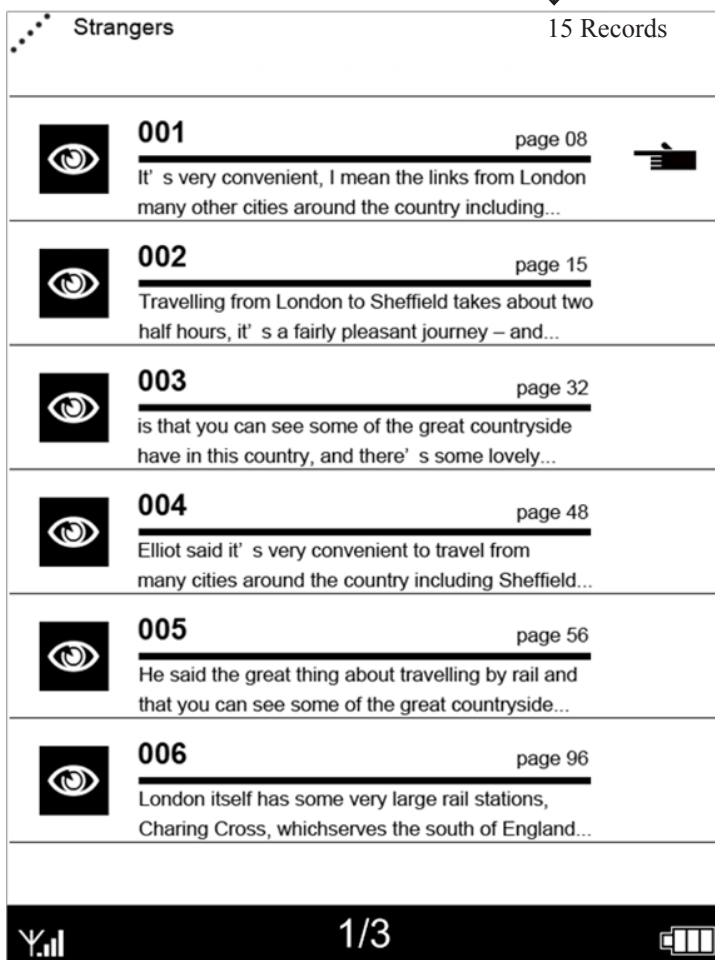 Strangers
15 Records
001
page 08
It's very convenient, I mean the links from London
many other cities around the country including...
002
page 15
Travelling from London to Sheffield takes about two
half hours, it's a fairly pleasant journey – and...
003
page 32
is that you can see some of the great countryside
have in this country, and there's some lovely...
004
page 48
Elliot said it's very convenient to travel from
many cities around the country including Sheffield...
005
page 56
He said the great thing about travelling by rail and
that you can see some of the great countryside...
006
page 96
London itself has some very large rail stations,
Charing Cross, whichserves the south of England...
1/3